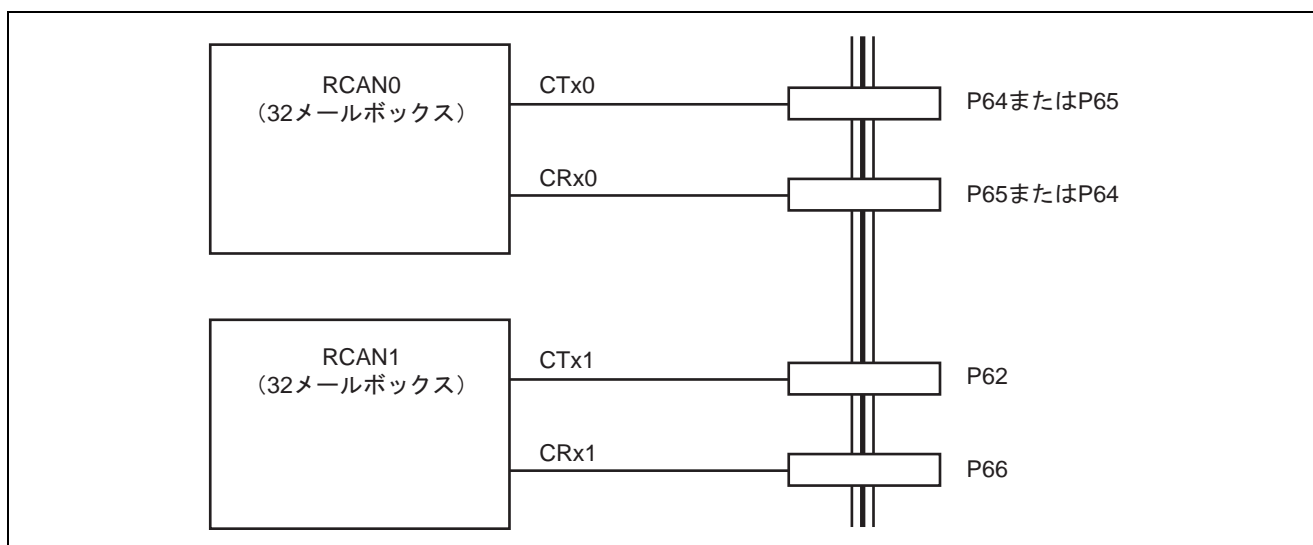 RCAN0
（32メールボックス）
CTx0
P64またはP65
CRx0
P65またはP64
RCAN1
（32メールボックス）
CTx1
P62
CRx1
P66